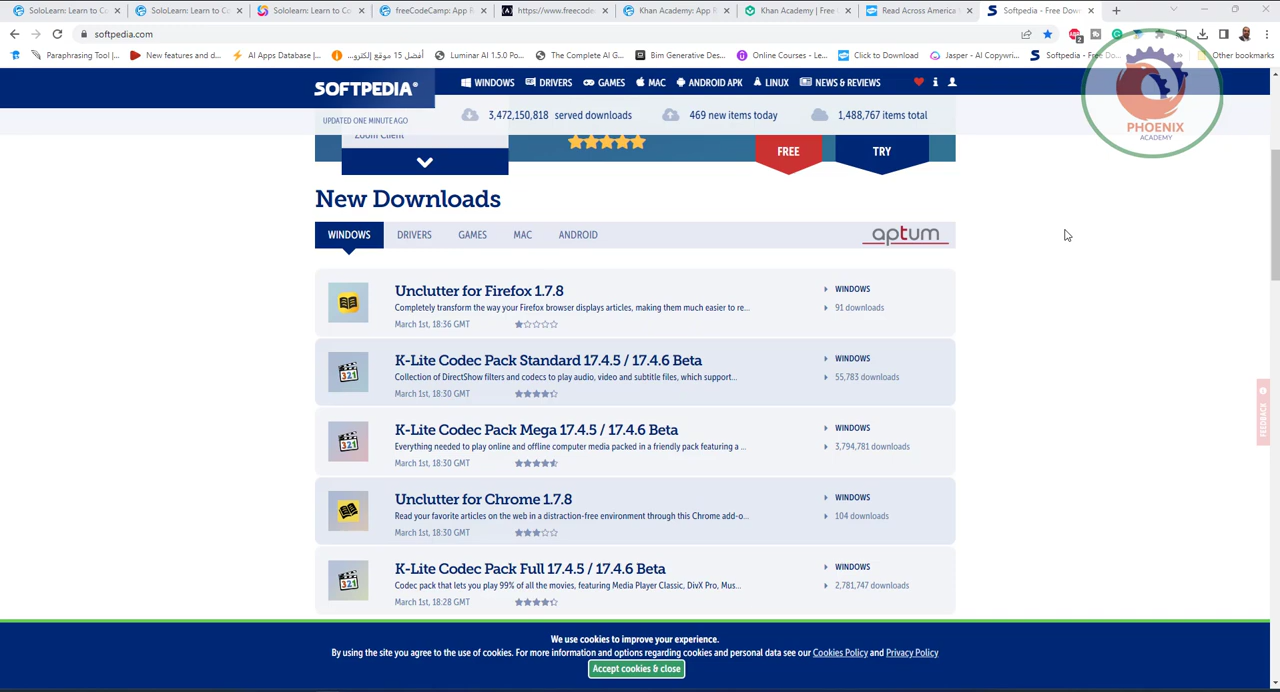 SoloLearn: Learn to Co
SoloLearn: Learn to Co
Sololearn: Learn to Co
freeCodeCamp: App R
https://www.freecode
Khan Academy: App R
Khan Academy | Free
Read Across America
Softpedia - Free Dow
softpedia.com
Paraphrasing Tool |...
New features and d...
AI Apps Database |...
أفضل 15 موقع إلكترو...
Luminar AI 1.5.0 Po...
The Complete AI G...
Bim Generative Des...
Online Courses - Le...
Click to Download
Jasper - AI Copywri...
Softpedia - Free Do...
Other bookmarks
SOFTPEDIA®
WINDOWS
DRIVERS
GAMES
MAC
ANDROID APK
LINUX
NEWS & REVIEWS
UPDATED ONE MINUTE AGO
3,472,150,818 served downloads
469 new items today
1,488,767 items total
PHOENIX
ACADEMY
Zoom Client
FREE
TRY
New Downloads
WINDOWS
DRIVERS
GAMES
MAC
ANDROID
aptum
Unclutter for Firefox 1.7.8
WINDOWS
Completely transform the way your Firefox browser displays articles, making them much easier to re...
91 downloads
March 1st, 18:36 GMT
K-Lite Codec Pack Standard 17.4.5 / 17.4.6 Beta
WINDOWS
Collection of DirectShow filters and codecs to play audio, video and subtitle files, which support...
55,783 downloads
March 1st, 18:30 GMT
K-Lite Codec Pack Mega 17.4.5 / 17.4.6 Beta
WINDOWS
Everything needed to play online and offline computer media packed in a friendly pack featuring a ...
3,794,781 downloads
March 1st, 18:30 GMT
FEEDBACK
Unclutter for Chrome 1.7.8
WINDOWS
Read your favorite articles on the web in a distraction-free environment through this Chrome add-o...
104 downloads
March 1st, 18:30 GMT
K-Lite Codec Pack Full 17.4.5 / 17.4.6 Beta
WINDOWS
Codec pack that lets you play 99% of all the movies, featuring Media Player Classic, DivX Pro, Mus...
2,781,747 downloads
March 1st, 18:28 GMT
We use cookies to improve your experience.
By using the site you agree to the use of cookies. For more information and options regarding cookies and personal data see our Cookies Policy and Privacy Policy
Accept cookies & close